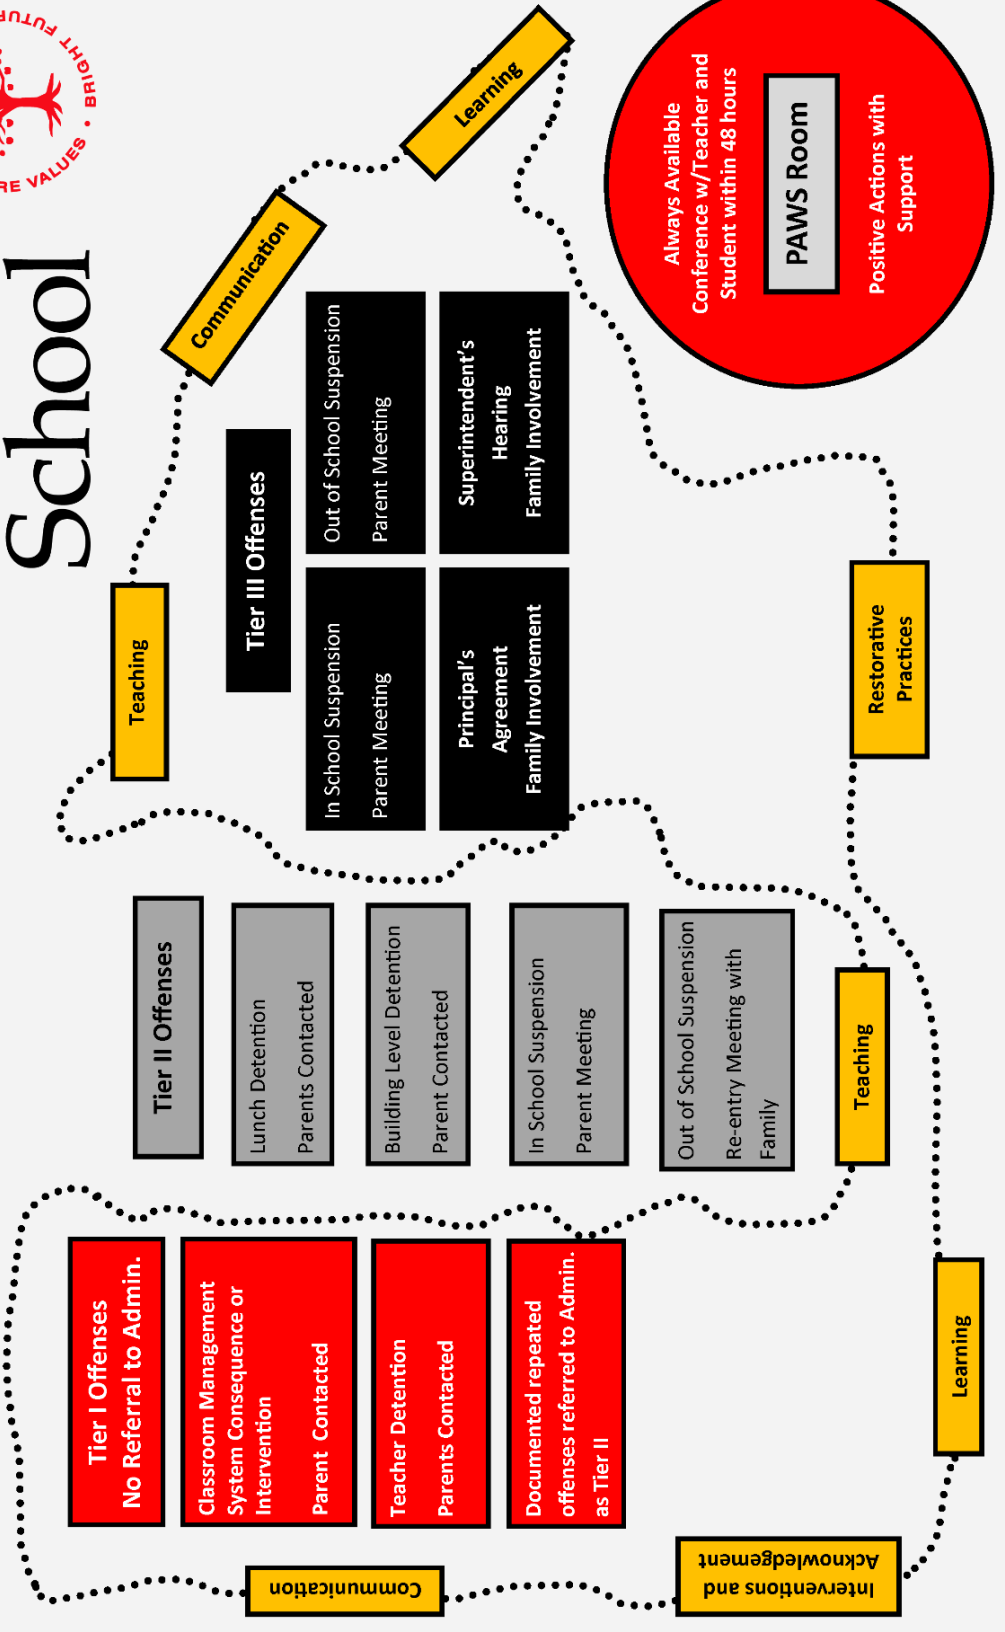 School
RE VALUES • BRIGHT FUTUR
Tier I Offenses
No Referral to Admin.
Classroom Management
System Consequence or
Intervention
Parent Contacted
Teacher Detention
Parents Contacted
Documented repeated
offenses referred to Admin.
as Tier II
Tier II Offenses
Lunch Detention
Parents Contacted
Building Level Detention
Parent Contacted
In School Suspension
Parent Meeting
Out of School Suspension
Re-entry Meeting with
Family
Tier III Offenses
In School Suspension
Parent Meeting
Out of School Suspension
Parent Meeting
Principal's
Agreement
Family Involvement
Superintendent's
Hearing
Family Involvement
Teaching
Communication
Learning
Communication
Interventions and
Acknowledgement
Learning
Teaching
Restorative
Practices
Always Available
Conference w/Teacher and
Student within 48 hours
PAWS Room
Positive Actions with
Support